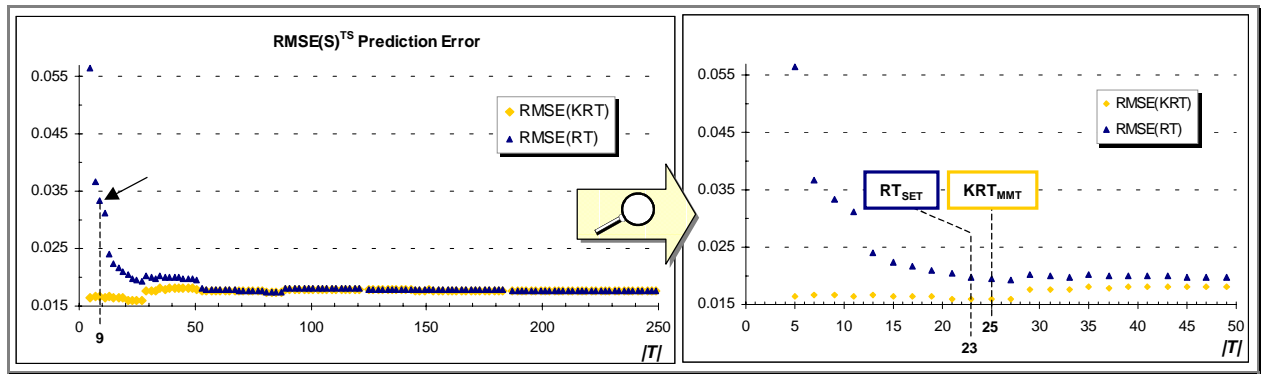 RMSE(S)^TS Prediction Error
0.055
0.045
0.035
0.025
0.015
RMSE(KRT)
RMSE(RT)
0 50 100 150 200 250
9
|T|
0.055
0.045
0.035
0.025
0.015
RMSE(KRT)
RMSE(RT)
RT_SET KRT_MMT
0 5 10 15 20 25 30 35 40 45 50
23
|T|